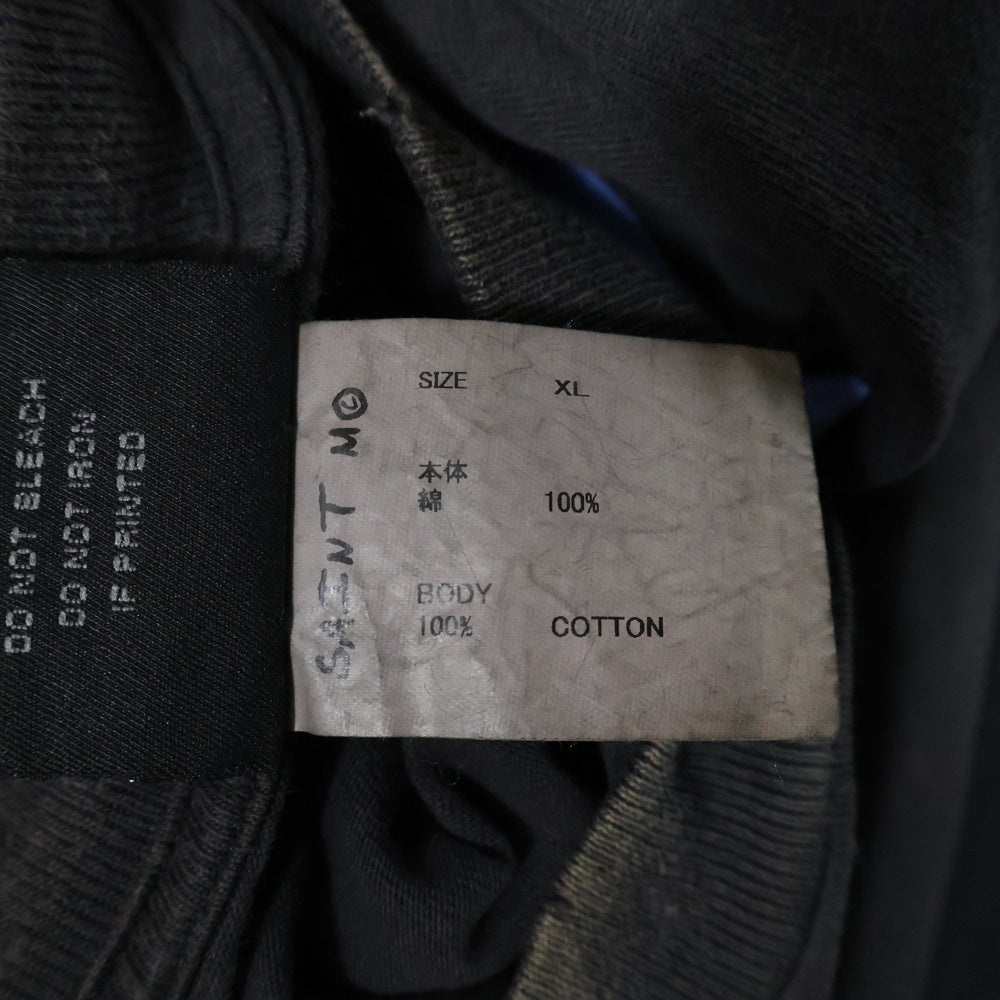 DO NOT BLEACH
DO NOT IRON
IF PRINTED
SAINT M
SIZE XL
本体
綿 100%
BODY
100% COTTON